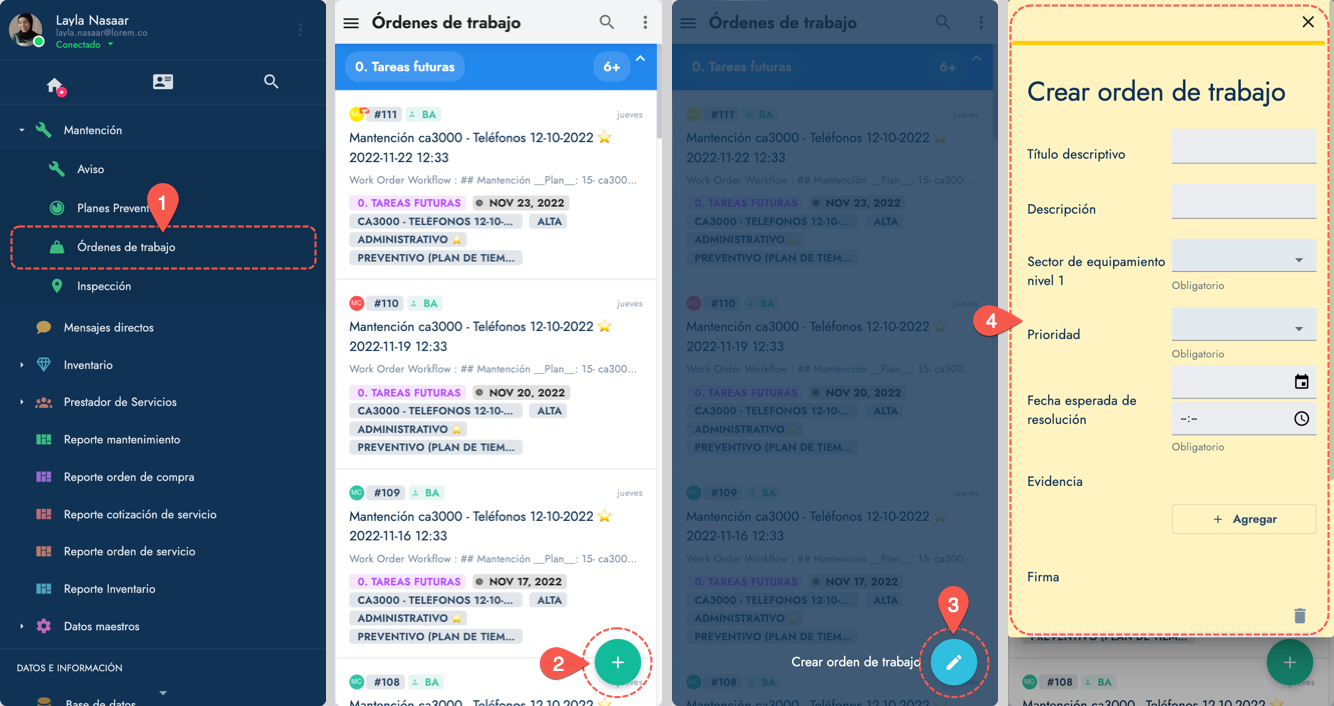 Layla Nasaar
layla.nasaar@lorem.co
Conectado
Mantención
Aviso
Planes Prevent
1
Órdenes de trabajo
Inspección
Mensajes directos
Inventario
Prestador de Servicios
Reporte mantenimiento
Reporte orden de compra
Reporte cotización de servicio
Reporte orden de servicio
Reporte Inventario
Datos maestros
DATOS E INFORMACIÓN
Base de datos
Órdenes de trabajo
0. Tareas futuras 6+
#111 BA jueves
Mantención ca3000 - Teléfonos 12-10-2022
2022-11-22 12:33
Work Order Workflow : ## Mantención __Plan__: 15- ca300...
0. TAREAS FUTURAS NOV 23, 2022
CA3000 - TELÉFONOS 12-10-... ALTA
ADMINISTRATIVO
PREVENTIVO (PLAN DE TIEM...
MC #110 BA jueves
Mantención ca3000 - Teléfonos 12-10-2022
2022-11-19 12:33
Work Order Workflow : ## Mantención __Plan__: 15- ca300...
0. TAREAS FUTURAS NOV 20, 2022
CA3000 - TELÉFONOS 12-10-... ALTA
ADMINISTRATIVO
PREVENTIVO (PLAN DE TIEM...
MC #109 BA jueves
Mantención ca3000 - Teléfonos 12-10-2022
2022-11-16 12:33
Work Order Workflow : ## Mantención __Plan__: 15- ca300...
0. TAREAS FUTURAS NOV 17, 2022
CA3000 - TELÉFONOS 12-10-... ALTA
ADMINISTRATIVO
PREVENTIVO (PLAN DE TIEM...
2
MC #108 BA jueves
Mantención ca3000 - Teléfonos 12-10-2022
Órdenes de trabajo
0. Tareas futuras 6+
#111 BA jueves
Mantención ca3000 - Teléfonos 12-10-2022
2022-11-22 12:33
Work Order Workflow : ## Mantención __Plan__: 15- ca300...
0. TAREAS FUTURAS NOV 23, 2022
CA3000 - TELÉFONOS 12-10-... ALTA
ADMINISTRATIVO
PREVENTIVO (PLAN DE TIEM...
MC #110 BA jueves
Mantención ca3000 - Teléfonos 12-10-2022
2022-11-19 12:33
Work Order Workflow : ## Mantención __Plan__: 15- ca300...
0. TAREAS FUTURAS NOV 20, 2022
CA3000 - TELÉFONOS 12-10-... ALTA
ADMINISTRATIVO
PREVENTIVO (PLAN DE TIEM...
MC #109 BA jueves
Mantención ca3000 - Teléfonos 12-10-2022
2022-11-16 12:33
Work Order Workflow : ## Mantención __Plan__: 15- ca300...
0. TAREAS FUTURAS NOV 17, 2022
CA3000 - TELÉFONOS 12-10-... ALTA
ADMINISTRATIVO
PREVENTIVO (PLAN DE TIEM...
3
Crear orden de trabajo
MC #108 BA
Mantención ca3000 - Teléfonos 12-10-2022
Crear orden de trabajo
Título descriptivo
Descripción
Sector de equipamiento
nivel 1
Obligatorio
4
Prioridad
Obligatorio
Fecha esperada de
resolución
--:--
Obligatorio
Evidencia
+ Agregar
Firma
PREVENTIVO (PLAN DE TIEM...
MC #108 BA jueves
Mantención ca3000 - Teléfonos 12-10-2022